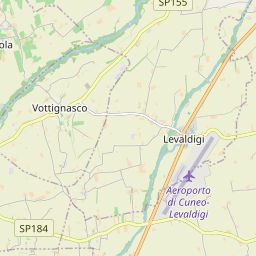 SP155
ola
Vottignasco
Levaldigi
Aeroporto
di Cuneo-
Levaldigi
SP184